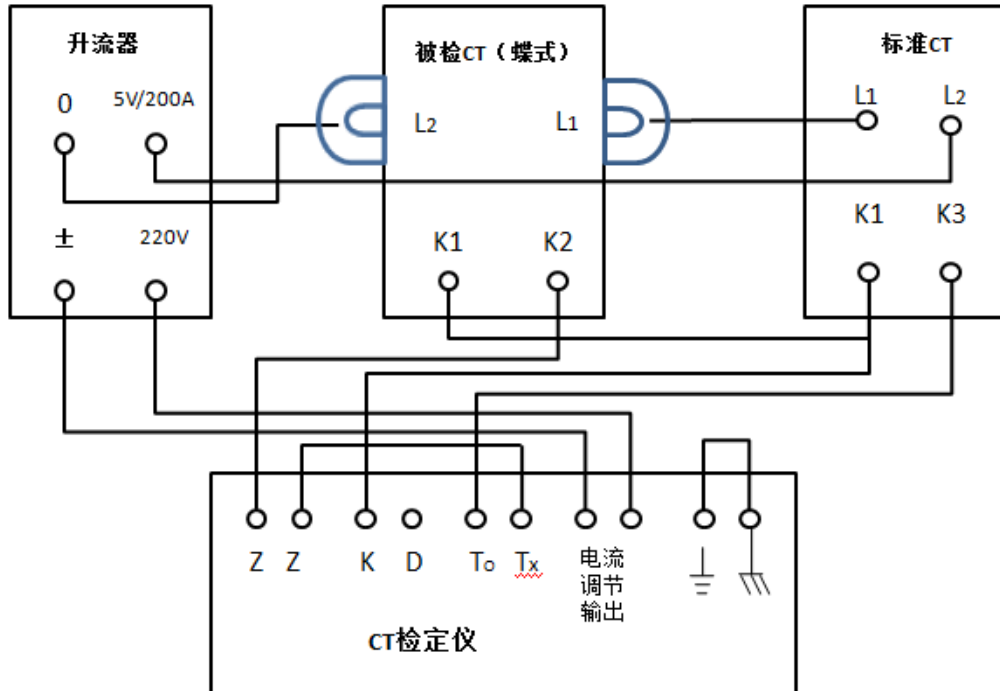 升流器
被检CT（蝶式）
标准CT
0
5V/200A
L2
L1
L1
L2
±
220V
K1
K2
K1
K3
Z
Z
K
D
To
Tx
电流
调节
输出
CT检定仪